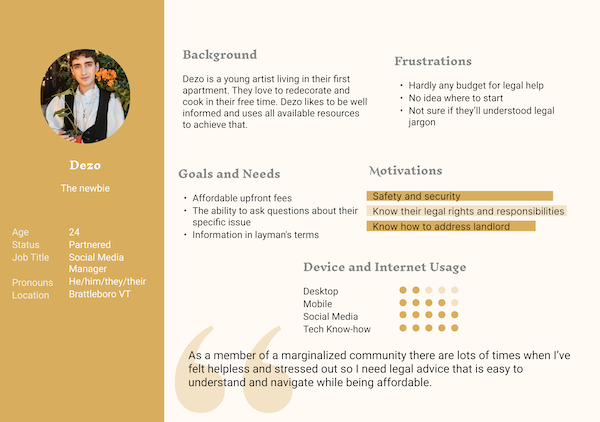 Dezo
The newbie
Age 24
Status Partnered
Job Title Social Media
Manager
Pronouns He/him/they/their
Location Brattleboro VT
Background
Dezo is a young artist living in their first
apartment. They love to redecorate and
cook in their free time. Dezo likes to be well
informed and uses all available resources
to achieve that.
Frustrations
• Hardly any budget for legal help
• No idea where to start
• Not sure if they'll understood legal
jargon
Goals and Needs
• Affordable upfront fees
• The ability to ask questions about their
specific issue
• Information in layman's terms
Motivations
Safety and security
Know their legal rights and responsibilities
Know how to address landlord
Device and Internet Usage
Desktop
Mobile
Social Media
Tech Know-how
“
As a member of a marginalized community there are lots of times when I've
felt helpless and stressed out so I need legal advice that is easy to
understand and navigate while being affordable.